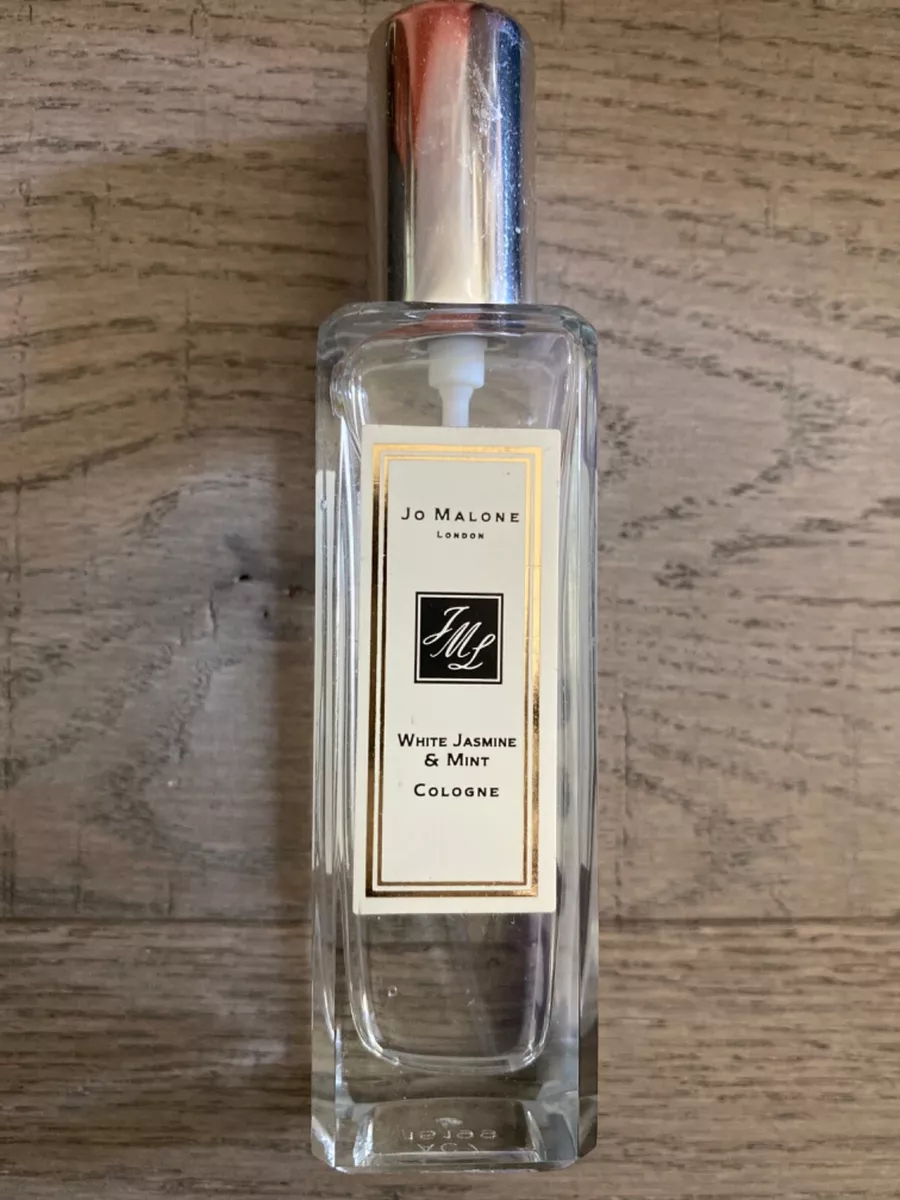 Jo Malone
London
JML
White Jasmine
& Mint
Cologne